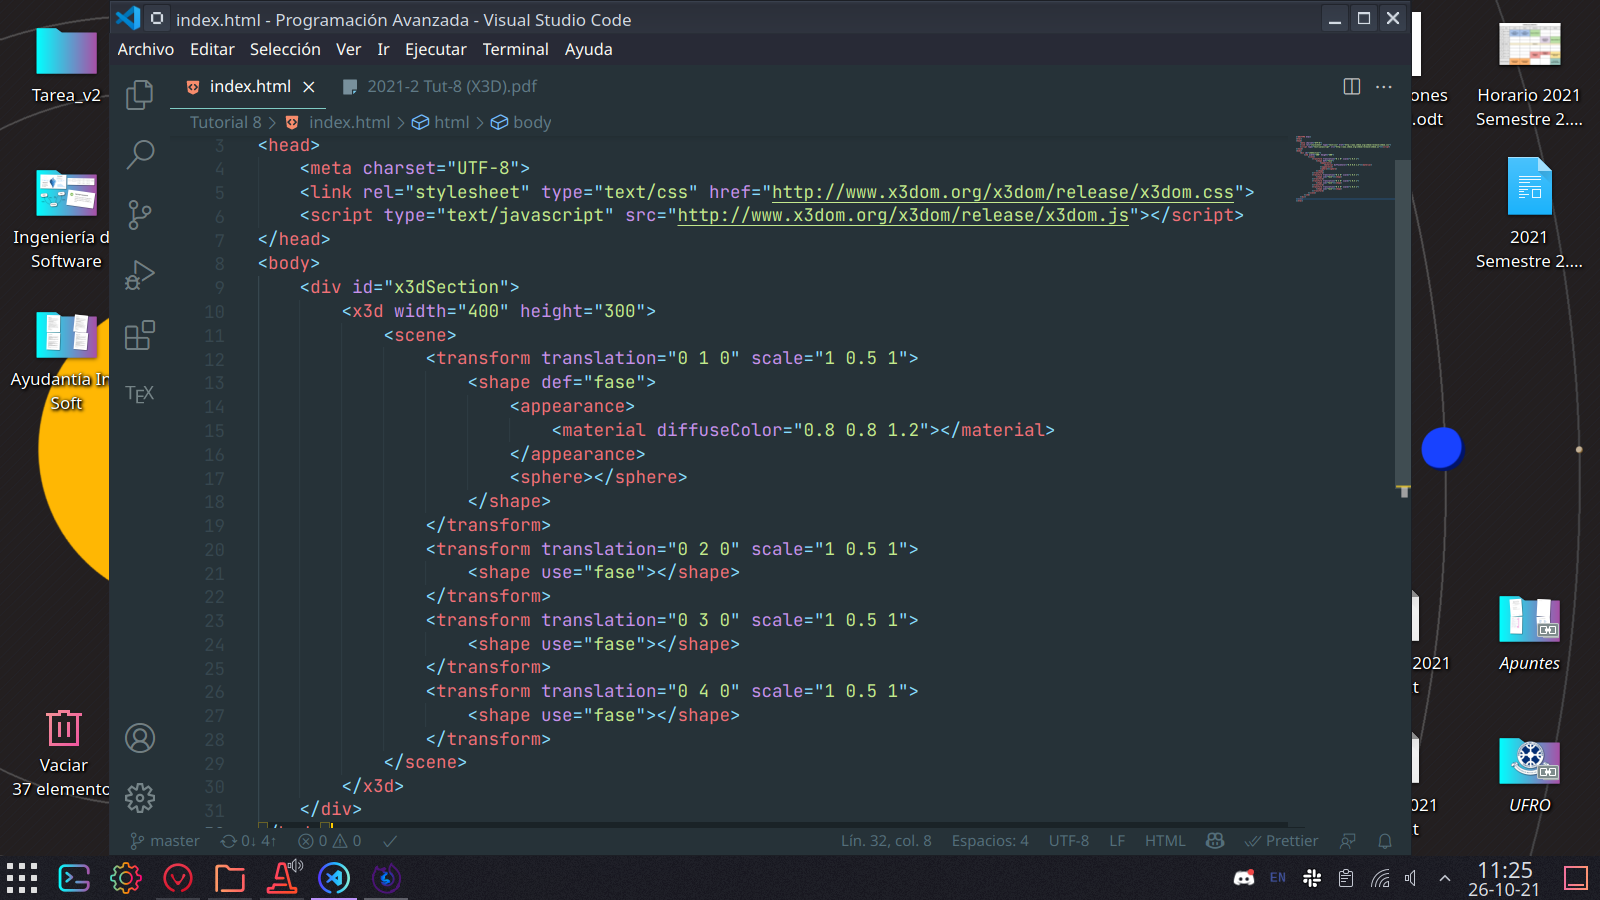 index.html - Programación Avanzada - Visual Studio Code
Archivo Editar Selección Ver Ir Ejecutar Terminal Ayuda
index.html
2021-2 Tut-8 (X3D).pdf
Tutorial 8 > index.html > html > body
3 <head>
4 <meta charset="UTF-8">
5 <link rel="stylesheet" type="text/css" href="http://www.x3dom.org/x3dom/release/x3dom.css">
6 <script type="text/javascript" src="http://www.x3dom.org/x3dom/release/x3dom.js"></script>
7 </head>
8 <body>
9 <div id="x3dSection">
10 <x3d width="400" height="300">
11 <scene>
12 <transform translation="0 1 0" scale="1 0.5 1">
13 <shape def="fase">
14 <appearance>
15 <material diffuseColor="0.8 0.8 1.2"></material>
16 </appearance>
17 <sphere></sphere>
18 </shape>
19 </transform>
20 <transform translation="0 2 0" scale="1 0.5 1">
21 <shape use="fase"></shape>
22 </transform>
23 <transform translation="0 3 0" scale="1 0.5 1">
24 <shape use="fase"></shape>
25 </transform>
26 <transform translation="0 4 0" scale="1 0.5 1">
27 <shape use="fase"></shape>
28 </transform>
29 </scene>
30 </x3d>
31 </div>
TEX
master 0↓ 4↑ 0 0 Lín. 32, col. 8 Espacios: 4 UTF-8 LF HTML Prettier
Tarea_v2
Ingeniería d
Software
Ayudantía In
Soft
Vaciar
37 elemento
ones
.odt
Horario 2021
Semestre 2....
2021
Semestre 2....
2021
t
Apuntes
021
t
UFRO
EN
11:25
26-10-21